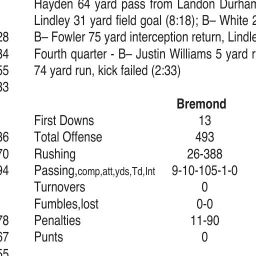 Hayden 64 yard pass from Landon Durham
Lindley 31 yard field goal (8:18); B– White 2
28 B– Fowler 75 yard interception return, Lindle
34 Fourth quarter - B– Justin Williams 5 yard r
55 74 yard run, kick failed (2:33)
33
Bremond
First Downs 13
36 Total Offense 493
70 Rushing 26-388
94 Passing,comp,att,yds,Td,Int 9-10-105-1-0
Turnovers 0
Fumbles,lost 0-0
78 Penalties 11-90
67 Punts 0
55